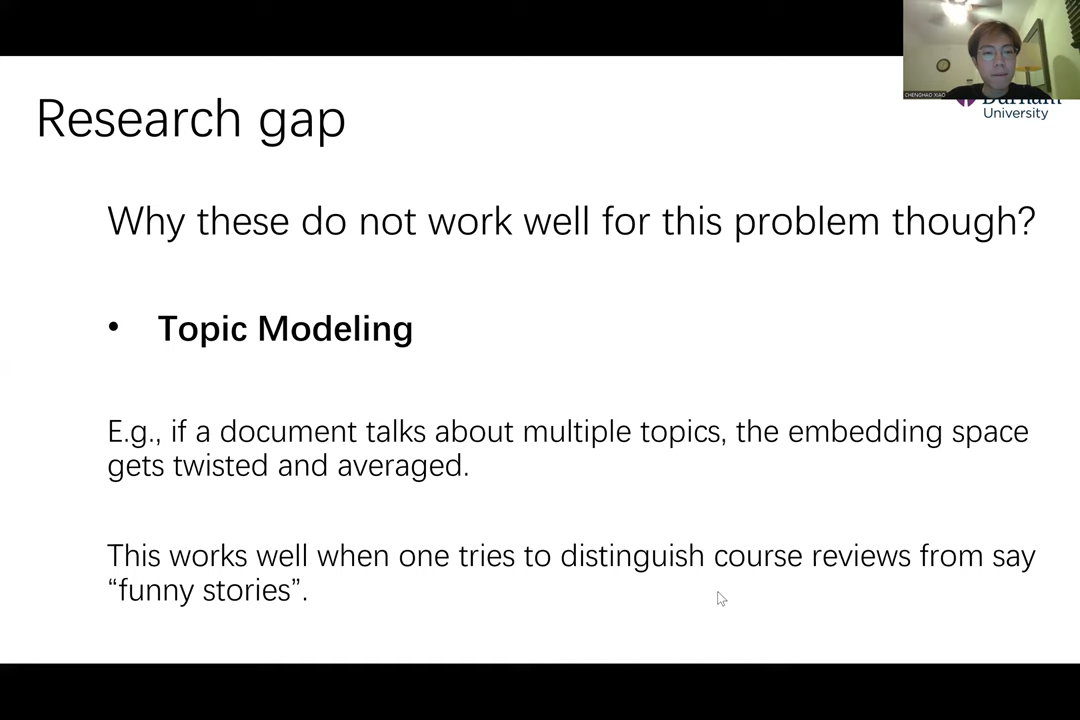 CHENGHAO XIAO
Research gap
University
Why these do not work well for this problem though?
• Topic Modeling
E.g., if a document talks about multiple topics, the embedding space
gets twisted and averaged.
This works well when one tries to distinguish course reviews from say
“funny stories”.